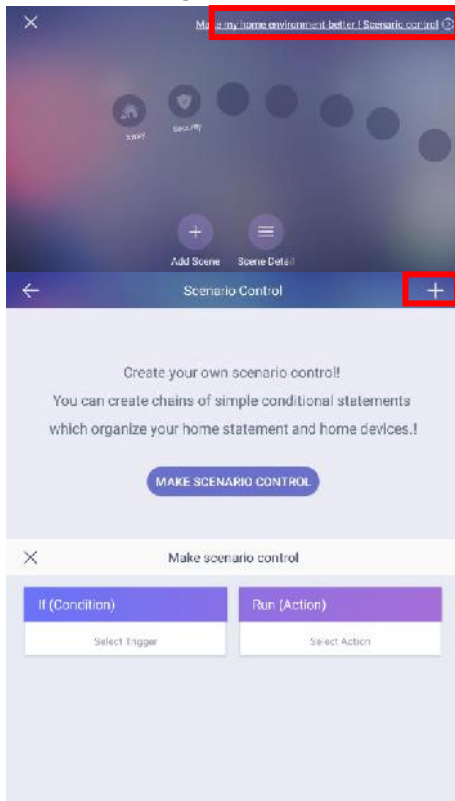 Make my home environment better ! Scenario control
Away
Security
Add Scene
Scene Detail
Scenario Control
Create your own scenario control!
You can create chains of simple conditional statements
which organize your home statement and home devices.!
MAKE SCENARIO CONTROL
Make scenario control
If (Condition)
Run (Action)
Select Trigger
Select Action